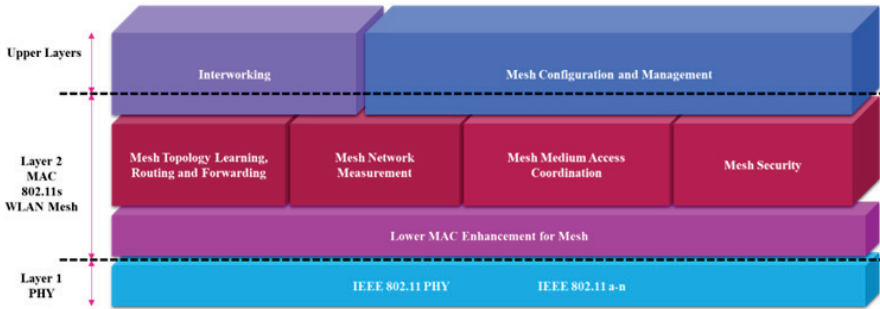 Upper Layers
Interworking
Mesh Configuration and Management
Layer 2
MAC
802.11s
WLAN Mesh
Mesh Topology Learning,
Routing and Forwarding
Mesh Network
Measurement
Mesh Medium Access
Coordination
Mesh Security
Lower MAC Enhancement for Mesh
Layer 1
PHY
IEEE 802.11 PHY
IEEE 802.11 a-n